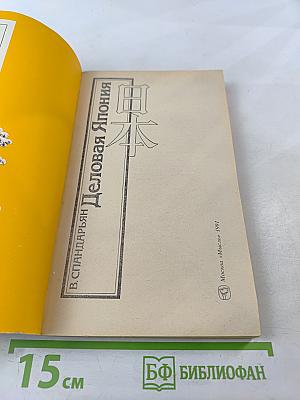 В. СПАНДАРЬЯН
Деловая Япония
日本
Москва «Мысль» 1991
15 см
БФ БИБЛИОФАН